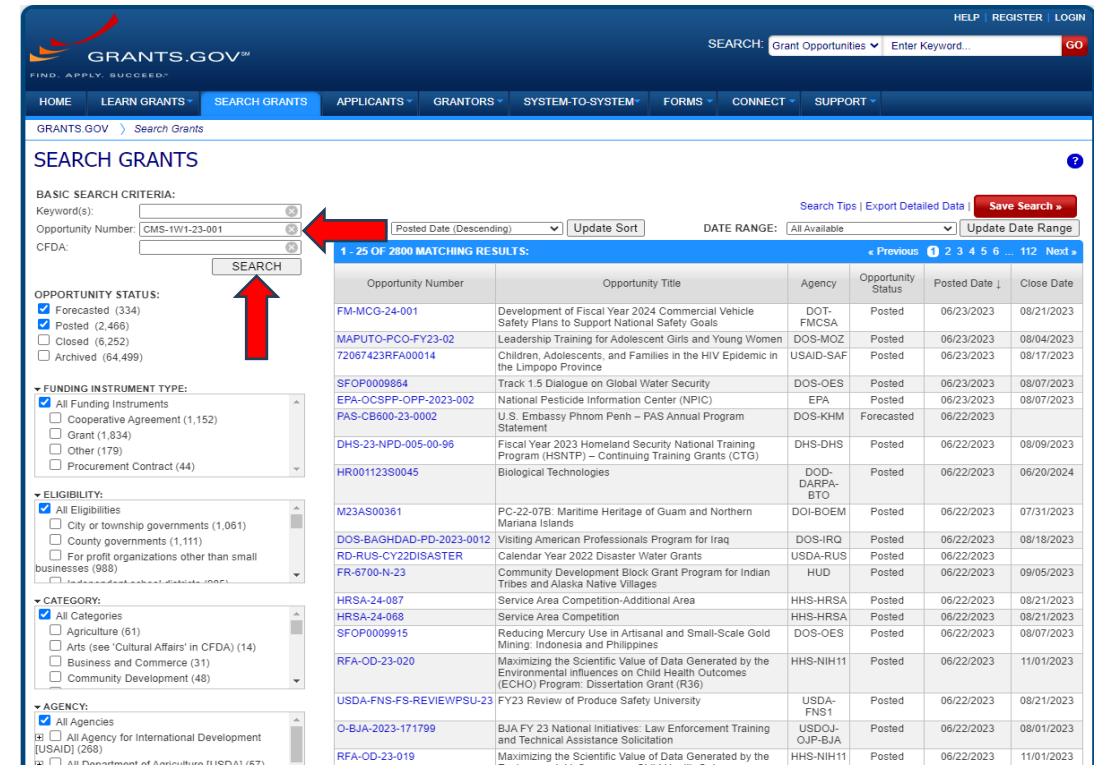 HELP | REGISTER | LOGIN
GRANTS.GOV℠
FIND. APPLY. SUCCEED.℠
SEARCH: Grant Opportunities Enter Keyword... GO
HOME LEARN GRANTS SEARCH GRANTS APPLICANTS GRANTORS SYSTEM-TO-SYSTEM FORMS CONNECT SUPPORT
GRANTS.GOV 〉 Search Grants
SEARCH GRANTS
?
BASIC SEARCH CRITERIA:
Keyword(s):
Opportunity Number: CMS-1W1-23-001
CFDA:
SEARCH
OPPORTUNITY STATUS:
Forecasted (334)
Posted (2,466)
Closed (6,252)
Archived (64,499)
FUNDING INSTRUMENT TYPE:
All Funding Instruments
Cooperative Agreement (1,152)
Grant (1,834)
Other (179)
Procurement Contract (44)
ELIGIBILITY:
All Eligibilities
City or township governments (1,061)
County governments (1,111)
For profit organizations other than small
businesses (988)
CATEGORY:
All Categories
Agriculture (61)
Arts (see 'Cultural Affairs' in CFDA) (14)
Business and Commerce (31)
Community Development (48)
AGENCY:
All Agencies
All Agency for International Development
[USAID] (268)
All Department of Agriculture [USDA] (57)
Search Tips | Export Detailed Data | Save Search »
Posted Date (Descending) Update Sort DATE RANGE: All Available Update Date Range
1 - 25 OF 2800 MATCHING RESULTS: « Previous 1 2 3 4 5 6 ... 112 Next »
Opportunity Number Opportunity Title Agency Opportunity Status Posted Date ↓ Close Date
FM-MCG-24-001 Development of Fiscal Year 2024 Commercial Vehicle DOT- Posted 06/23/2023 08/21/2023
Safety Plans to Support National Safety Goals FMCSA
MAPUTO-PCO-FY23-02 Leadership Training for Adolescent Girls and Young Women DOS-MOZ Posted 06/23/2023 08/04/2023
72067423RFA00014 Children, Adolescents, and Families in the HIV Epidemic in USAID-SAF Posted 06/23/2023 08/17/2023
the Limpopo Province
SFOP0009864 Track 1.5 Dialogue on Global Water Security DOS-OES Posted 06/23/2023 08/07/2023
EPA-OCSPP-OPP-2023-002 National Pesticide Information Center (NPIC) EPA Posted 06/23/2023 08/07/2023
PAS-CB600-23-0002 U.S. Embassy Phnom Penh – PAS Annual Program DOS-KHM Forecasted 06/22/2023
Statement
DHS-23-NPD-005-00-96 Fiscal Year 2023 Homeland Security National Training DHS-DHS Posted 06/22/2023 08/09/2023
Program (HSNTP) – Continuing Training Grants (CTG)
HR001123S0045 Biological Technologies DOD- Posted 06/22/2023 06/20/2024
DARPA-
BTO
M23AS00361 PC-22-07B: Maritime Heritage of Guam and Northern DOI-BOEM Posted 06/22/2023 07/31/2023
Mariana Islands
DOS-BAGHDAD-PD-2023-0012 Visiting American Professionals Program for Iraq DOS-IRQ Posted 06/22/2023 08/18/2023
RD-RUS-CY22DISASTER Calendar Year 2022 Disaster Water Grants USDA-RUS Posted 06/22/2023
FR-6700-N-23 Community Development Block Grant Program for Indian HUD Posted 06/22/2023 09/05/2023
Tribes and Alaska Native Villages
HRSA-24-087 Service Area Competition-Additional Area HHS-HRSA Posted 06/22/2023 08/21/2023
HRSA-24-068 Service Area Competition HHS-HRSA Posted 06/22/2023 08/21/2023
SFOP0009915 Reducing Mercury Use in Artisanal and Small-Scale Gold DOS-OES Posted 06/22/2023 08/07/2023
Mining: Indonesia and Philippines
RFA-OD-23-020 Maximizing the Scientific Value of Data Generated by the HHS-NIH11 Posted 06/22/2023 11/01/2023
Environmental influences on Child Health Outcomes
(ECHO) Program: Dissertation Grant (R36)
USDA-FNS-FS-REVIEWPSU-23 FY23 Review of Produce Safety University USDA- Posted 06/22/2023 08/21/2023
FNS1
O-BJA-2023-171799 BJA FY 23 National Initiatives: Law Enforcement Training USDOJ- Posted 06/22/2023 08/01/2023
and Technical Assistance Solicitation OJP-BJA
RFA-OD-23-019 Maximizing the Scientific Value of Data Generated by the HHS-NIH11 Posted 06/22/2023 11/01/2023